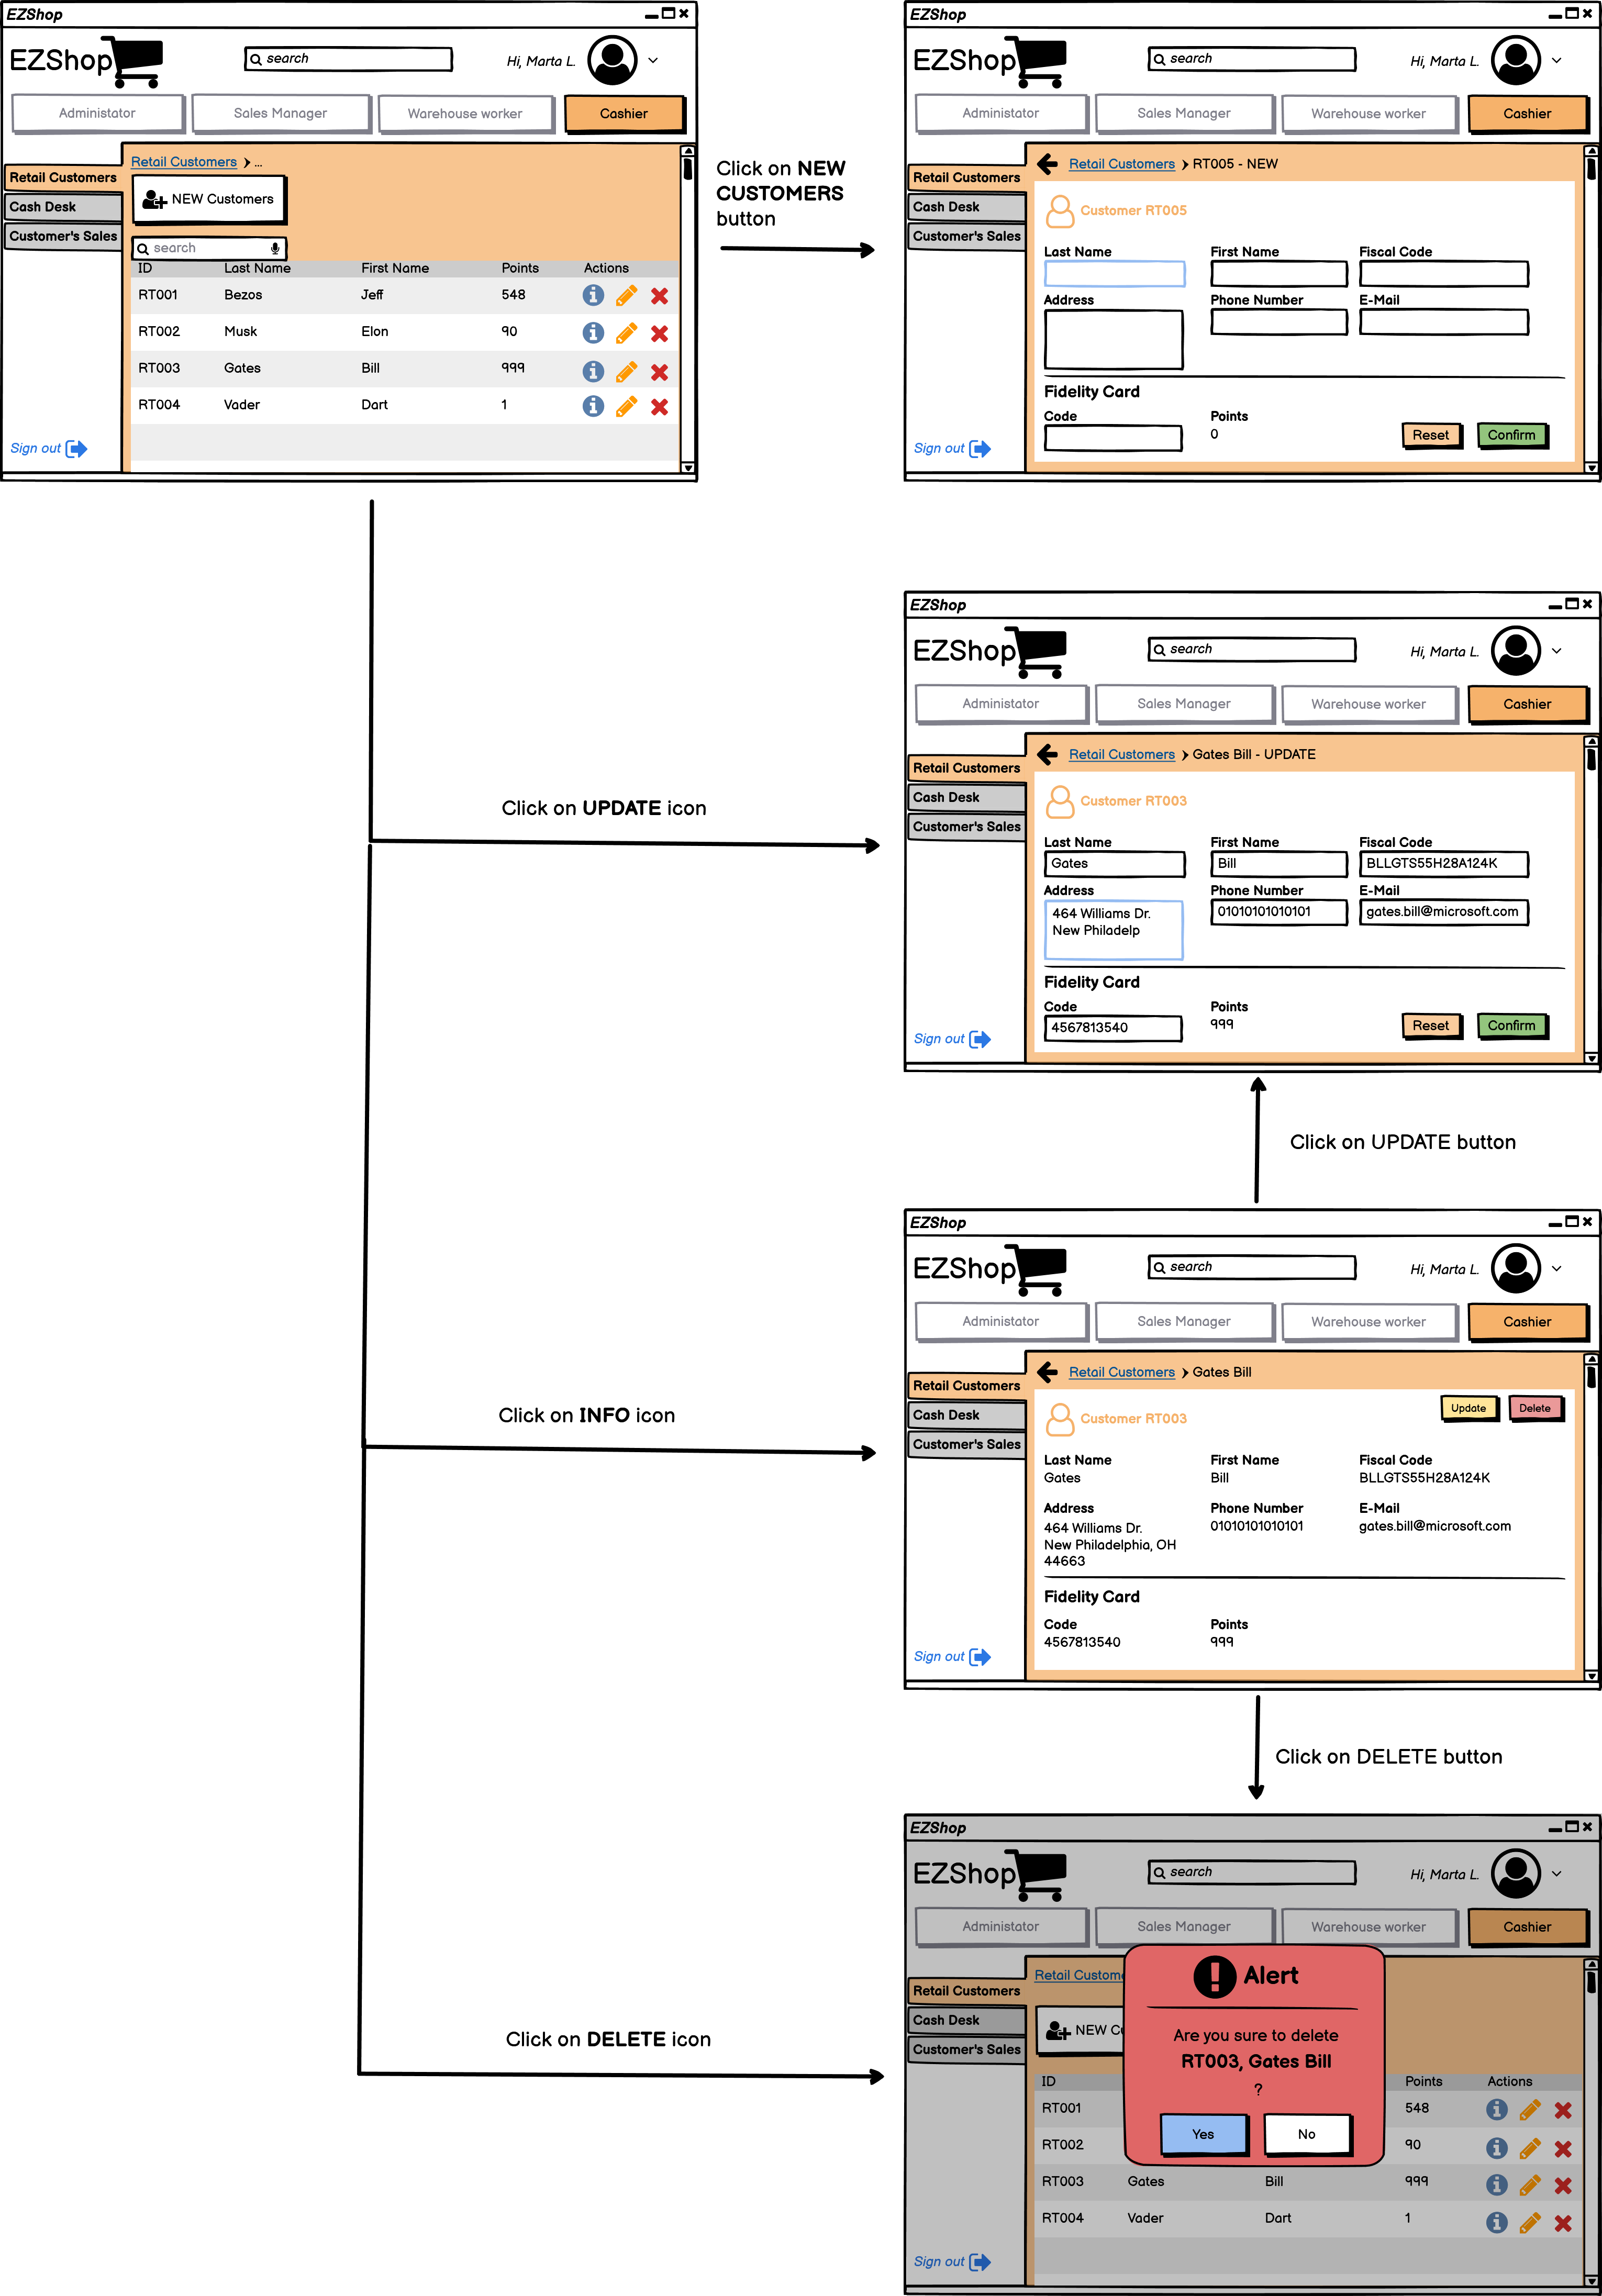 EZShop
EZShop
search
Hi, Marta L.
Administator
Sales Manager
Warehouse worker
Cashier
Retail Customers
Cash Desk
Customer's Sales
Sign out
Retail Customers ...
NEW Customers
search
ID Last Name First Name Points Actions
RT001 Bezos Jeff 548
RT002 Musk Elon 90
RT003 Gates Bill 999
RT004 Vader Dart 1
Click on NEW
CUSTOMERS
button
EZShop
EZShop
search
Hi, Marta L.
Administator
Sales Manager
Warehouse worker
Cashier
Retail Customers
Cash Desk
Customer's Sales
Sign out
Retail Customers RT005 - NEW
Customer RT005
Last Name First Name Fiscal Code
Address Phone Number E-Mail
Fidelity Card
Code Points
0
Reset Confirm
Click on UPDATE icon
EZShop
EZShop
search
Hi, Marta L.
Administator
Sales Manager
Warehouse worker
Cashier
Retail Customers
Cash Desk
Customer's Sales
Sign out
Retail Customers Gates Bill - UPDATE
Customer RT003
Last Name First Name Fiscal Code
Gates Bill BLLGTS55H28A124K
Address Phone Number E-Mail
464 Williams Dr. 01010101010101 gates.bill@microsoft.com
New Philadelp
Fidelity Card
Code Points
4567813540 999
Reset Confirm
Click on UPDATE button
Click on INFO icon
EZShop
EZShop
search
Hi, Marta L.
Administator
Sales Manager
Warehouse worker
Cashier
Retail Customers
Cash Desk
Customer's Sales
Sign out
Retail Customers Gates Bill
Update Delete
Customer RT003
Last Name First Name Fiscal Code
Gates Bill BLLGTS55H28A124K
Address Phone Number E-Mail
464 Williams Dr. 01010101010101 gates.bill@microsoft.com
New Philadelphia, OH
44663
Fidelity Card
Code Points
4567813540 999
Click on DELETE button
Click on DELETE icon
EZShop
EZShop
search
Hi, Marta L.
Administator
Sales Manager
Warehouse worker
Cashier
Retail Customers
Cash Desk
Customer's Sales
Sign out
Retail Custom
NEW C
ID Points Actions
RT001 548
RT002 90
RT003 Gates Bill 999
RT004 Vader Dart 1
Alert
Are you sure to delete
RT003, Gates Bill
?
Yes No